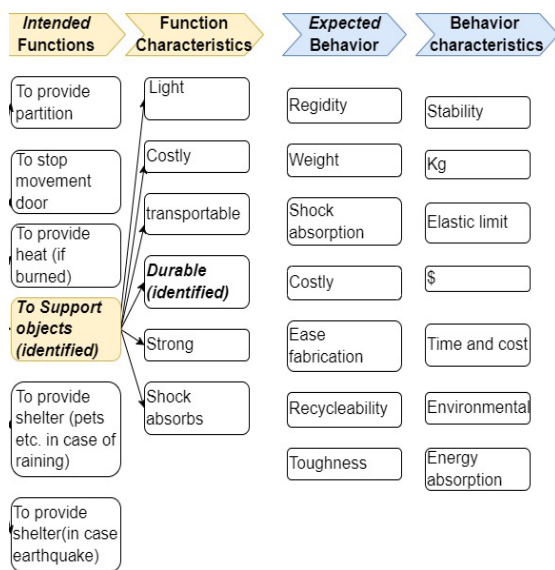 Intended
Functions
Function
Characteristics
Expected
Behavior
Behavior
characteristics
To provide
partition
To stop
movement
door
To provide
heat (if
burned)
To Support
objects
(identified)
To provide
shelter (pets
etc. in case of
raining)
To provide
shelter(in case
earthquake)
Light
Costly
transportable
Durable
(identified)
Strong
Shock
absorbs
Regidity
Weight
Shock
absorption
Costly
Ease
fabrication
Recycleability
Toughness
Stability
Kg
Elastic limit
$
Time and cost
Environmental
Energy
absorption